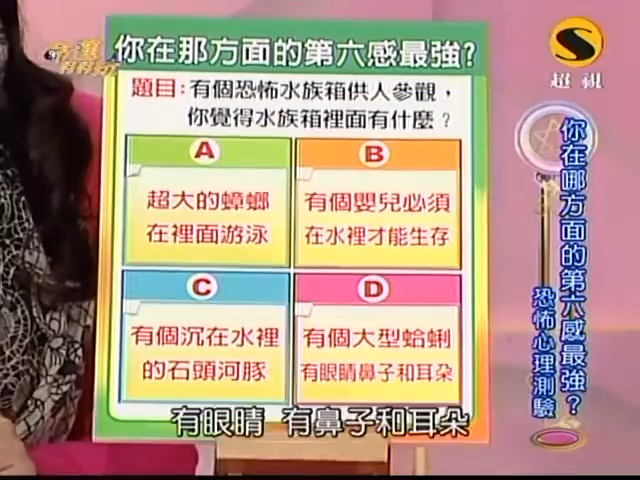 你在那方面的第六感最強?
題目:有個恐怖水族箱供人參觀，
你覺得水族箱裡面有什麼？
A
超大的蟑螂
在裡面游泳
B
有個嬰兒必須
在水裡才能生存
C
有個沉在水裡
的石頭河豚
D
有個大型蛤蜊
有眼睛鼻子和耳朵
有眼睛 有鼻子和耳朵
S
超視
你在哪方面的第六感最強？
恐怖心理測驗